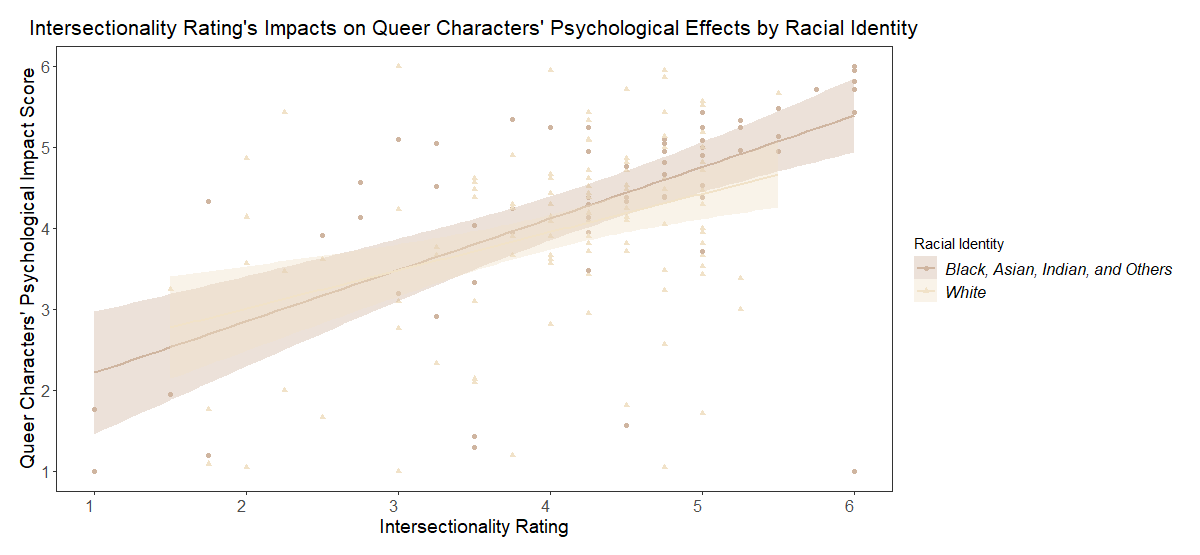 Intersectionality Rating's Impacts on Queer Characters' Psychological Effects by Racial Identity
Queer Characters' Psychological Impact Score
6
5
4
3
2
1
1
2
3
4
5
6
Intersectionality Rating
Racial Identity
Black, Asian, Indian, and Others
White